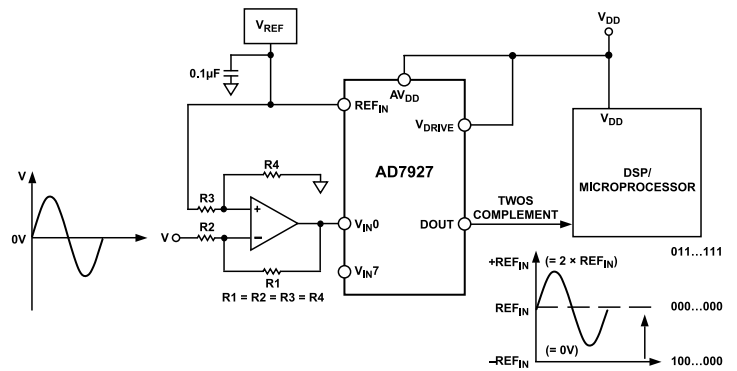 VREF
0.1µF
VDD
AVDD
REFIN
VDRIVE
VDD
AD7927
DSP/
MICROPROCESSOR
V
0V
R4
R3
+
R2
V
−
VIN0
DOUT
TWOS
COMPLEMENT
R1
R1 = R2 = R3 = R4
VIN7
+REFIN
(= 2 × REFIN)
011...111
REFIN
000...000
(= 0V)
−REFIN
100...000